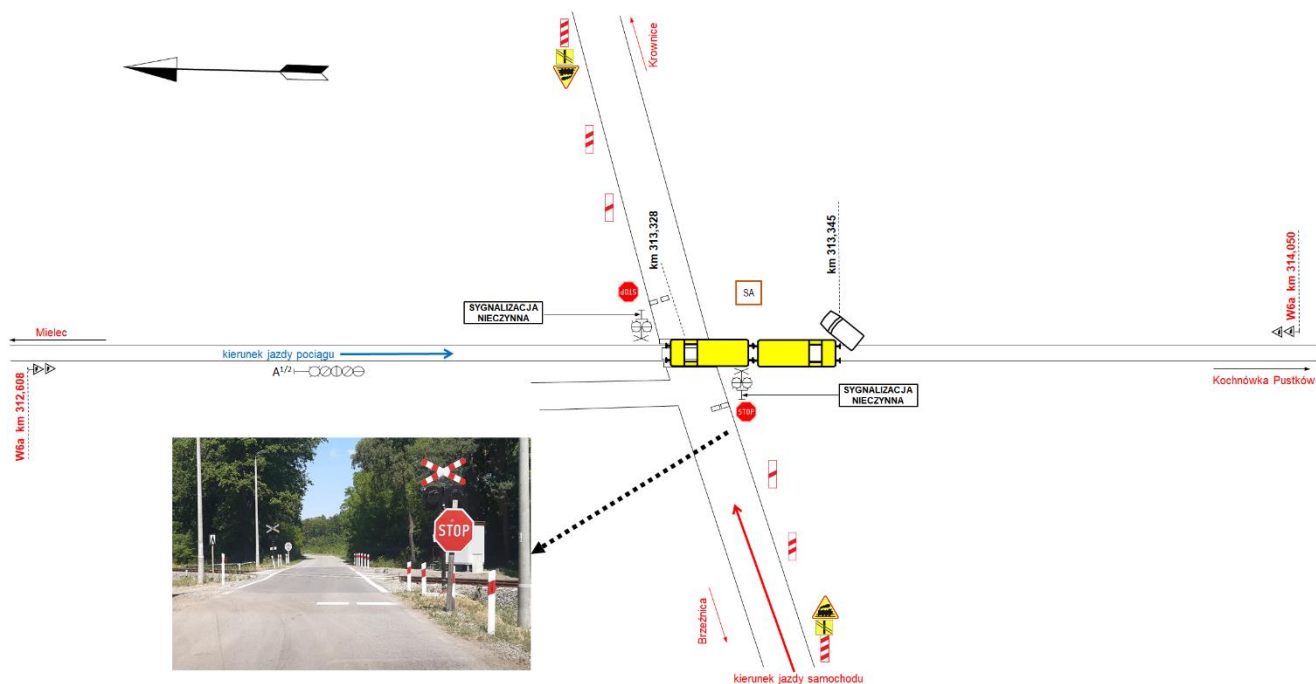 Krownice
km 313,328
km 313,345
W6a km 314,050
STOP
SA
SYGNALIZACJA
NIECZYNNA
Mielec
kierunek jazdy pociągu
A1/2
W6a km 312,608
Kochnówka Pustków
SYGNALIZACJA
NIECZYNNA
STOP
STOP
Brzeźnica
kierunek jazdy samochodu